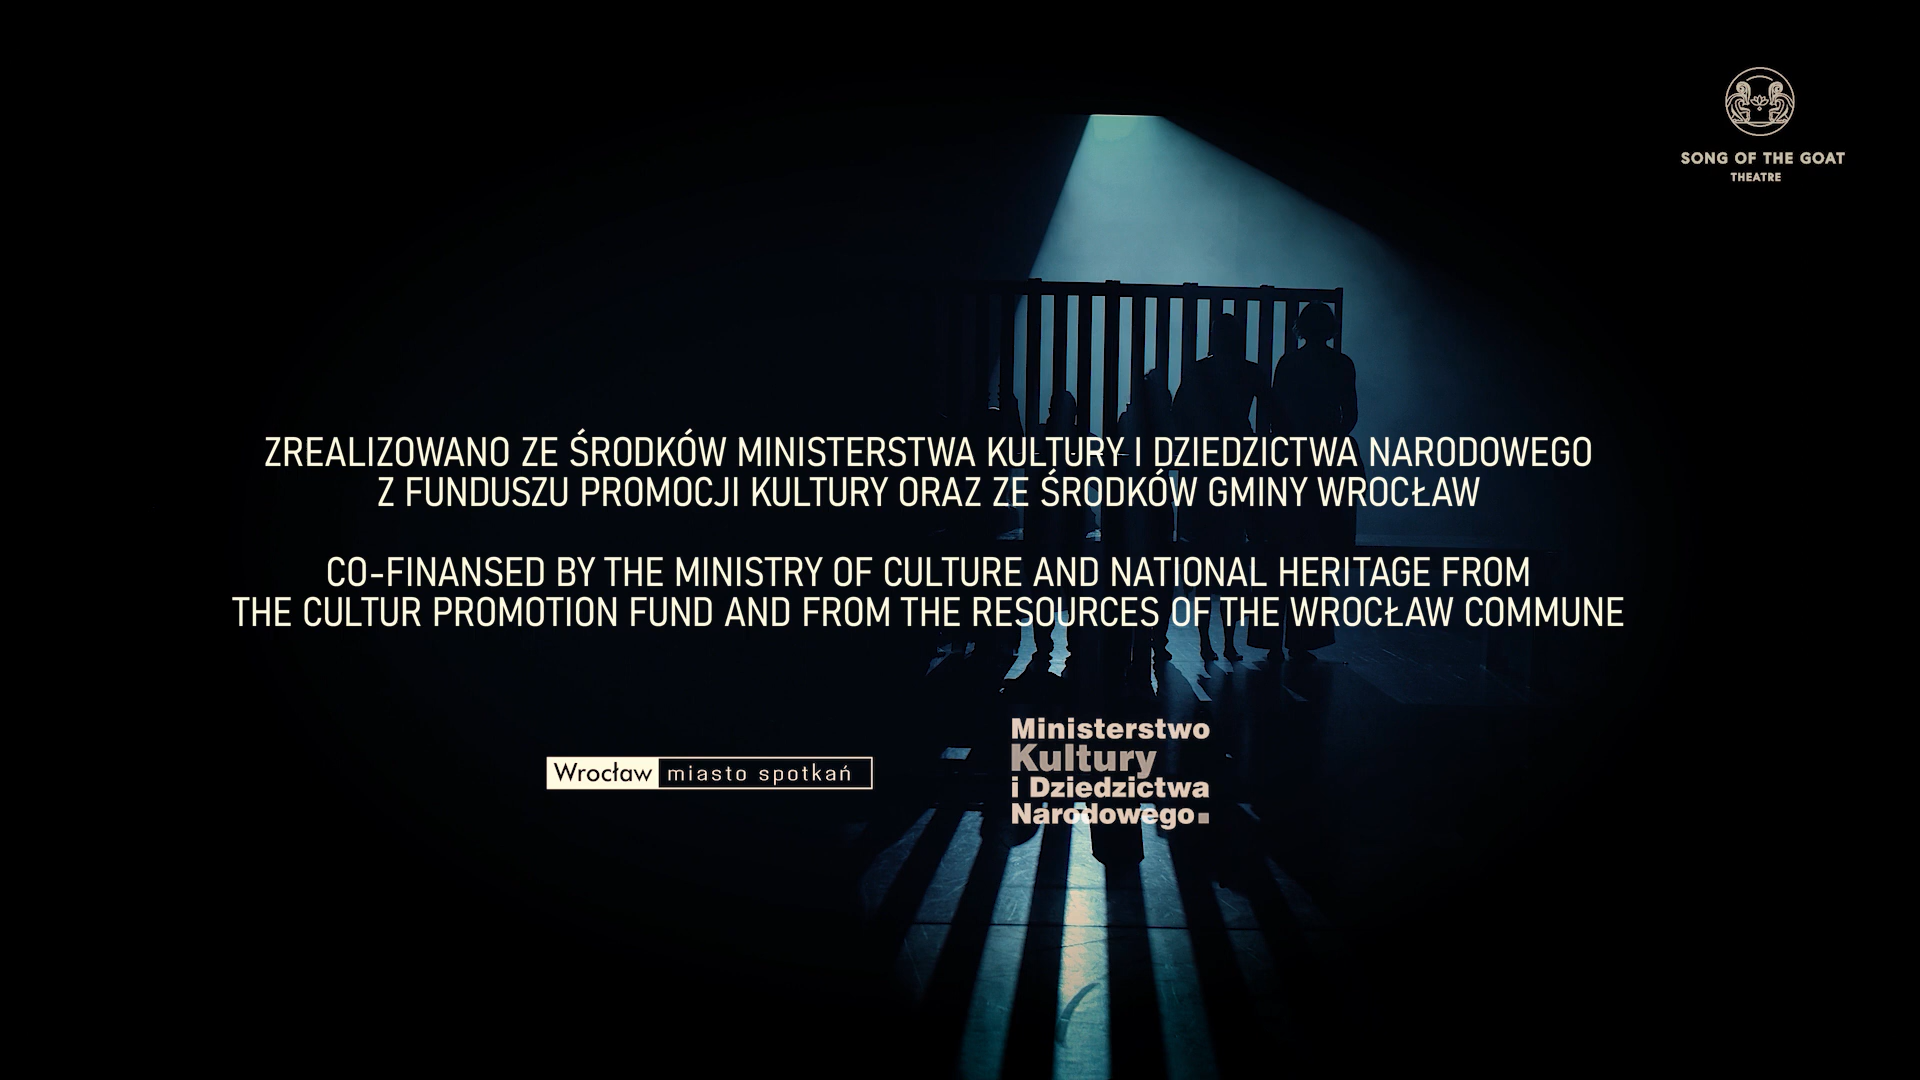 SONG OF THE GOAT
THEATRE
ZREALIZOWANO ZE ŚRODKÓW MINISTERSTWA KULTURY I DZIEDZICTWA NARODOWEGO
Z FUNDUSZU PROMOCJI KULTURY ORAZ ZE ŚRODKÓW GMINY WROCŁAW
CO-FINANSED BY THE MINISTRY OF CULTURE AND NATIONAL HERITAGE FROM
THE CULTUR PROMOTION FUND AND FROM THE RESOURCES OF THE WROCŁAW COMMUNE
Wrocław miasto spotkań
Ministerstwo
Kultury
i Dziedzictwa
Narodowego